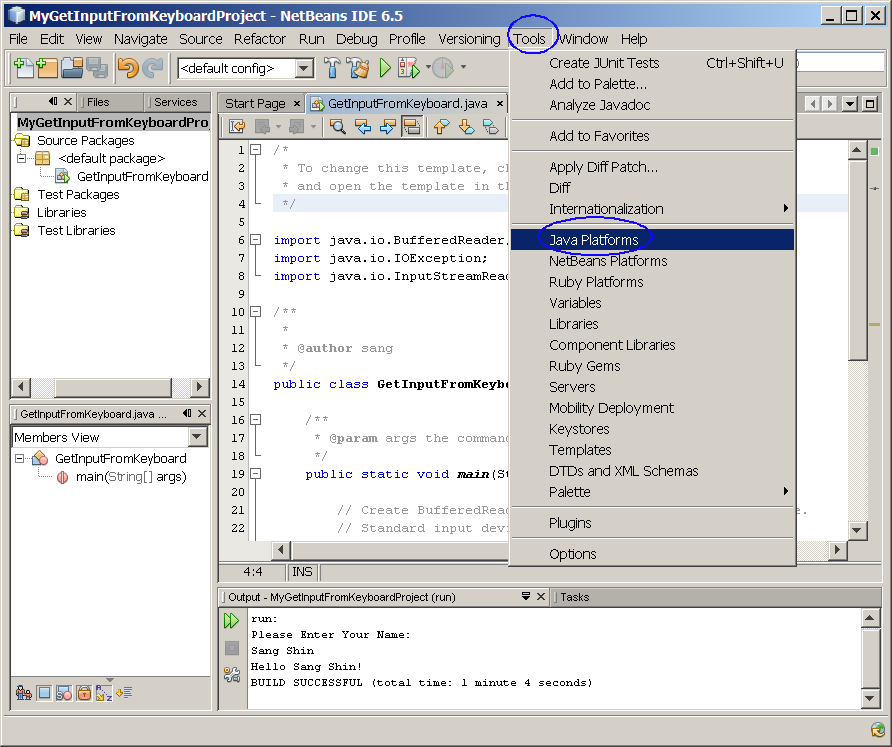 MyGetInputFromKeyboardProject - NetBeans IDE 6.5
File Edit View Navigate Source Refactor Run Debug Profile Versioning Tools Window Help
<default config>
Files
Services
MyGetInputFromKeyboardPro
Source Packages
<default package>
GetInputFromKeyboard
Test Packages
Libraries
Test Libraries
GetInputFromKeyboard.java ...
Members View
GetInputFromKeyboard
main(String[] args)
Start Page
GetInputFromKeyboard.java
1 /*
2 * To change this template, ch
3 * and open the template in th
4 */
5
6 import java.io.BufferedReader
7 import java.io.IOException;
8 import java.io.InputStreamRea
9
10 /**
11 *
12 * @author sang
13 */
14 public class GetInputFromKeybo
15
16 /**
17 * @param args the command
18 */
19 public static void main(St
20
21 // Create BufferedRead e.
22 // Standard input devi
4:4 INS
Create JUnit Tests Ctrl+Shift+U
Add to Palette...
Analyze Javadoc
Add to Favorites
Apply Diff Patch...
Diff
Internationalization
Java Platforms
NetBeans Platforms
Ruby Platforms
Variables
Libraries
Component Libraries
Ruby Gems
Servers
Mobility Deployment
Keystores
Templates
DTDs and XML Schemas
Palette
Plugins
Options
Output - MyGetInputFromKeyboardProject (run)
Tasks
run:
Please Enter Your Name:
Sang Shin
Hello Sang Shin!
BUILD SUCCESSFUL (total time: 1 minute 4 seconds)